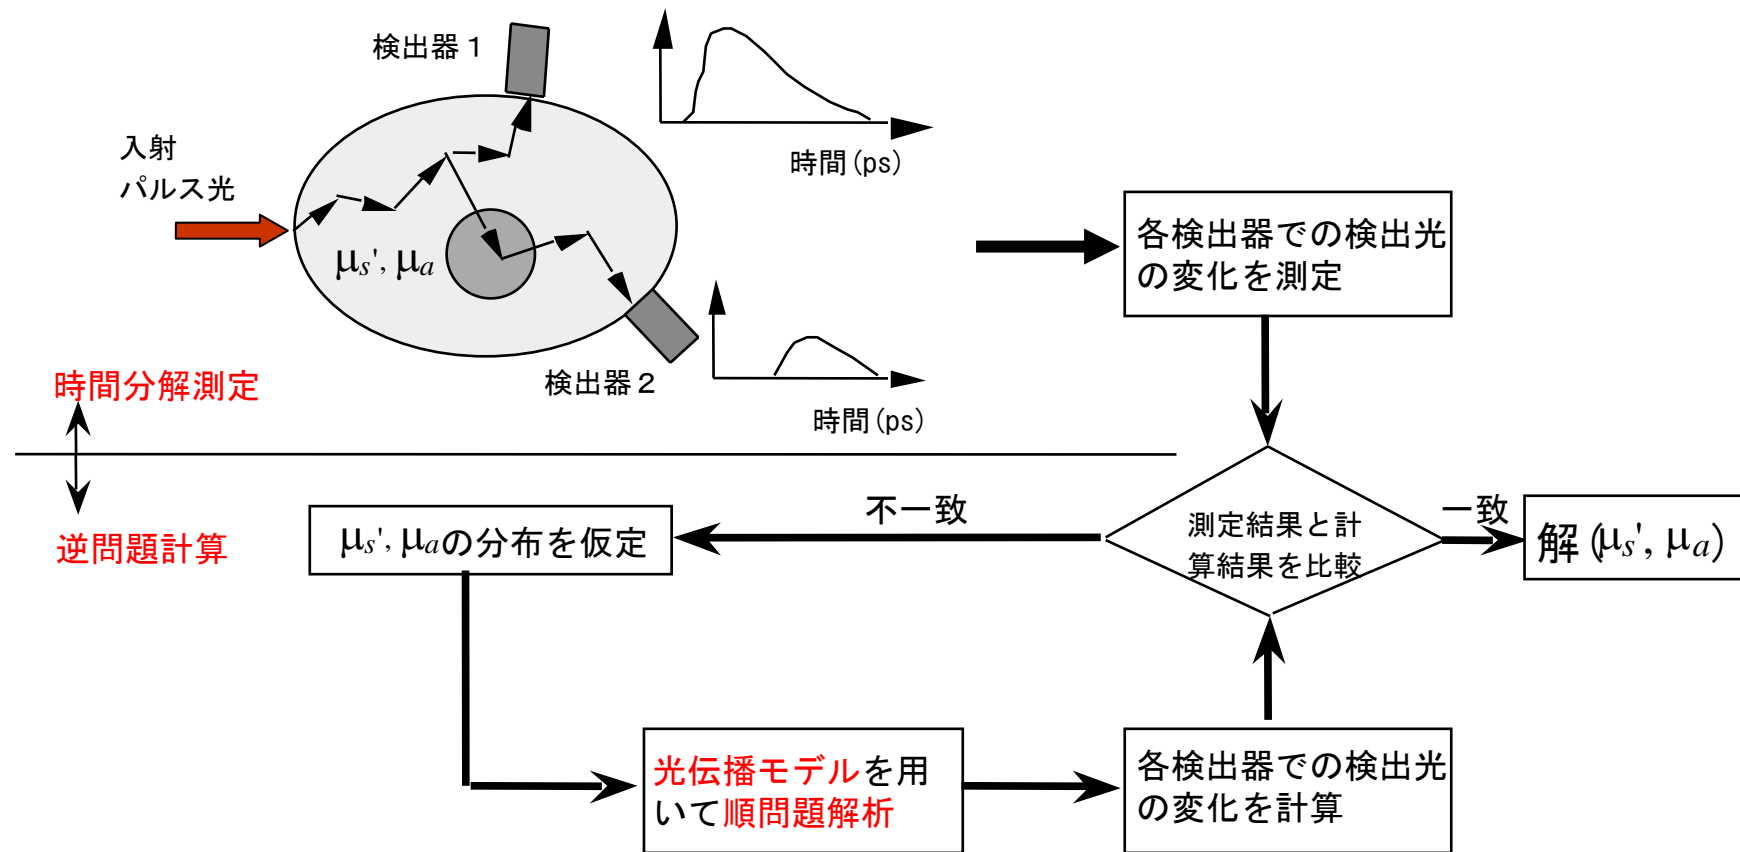 検出器１
入射
パルス光
時間(ps)
μs', μa
検出器２
時間(ps)
各検出器での検出光
の変化を測定
時間分解測定
逆問題計算
μs', μaの分布を仮定
不一致
測定結果と計
算結果を比較
一致
解(μs', μa)
光伝播モデルを用
いて順問題解析
各検出器での検出光
の変化を計算